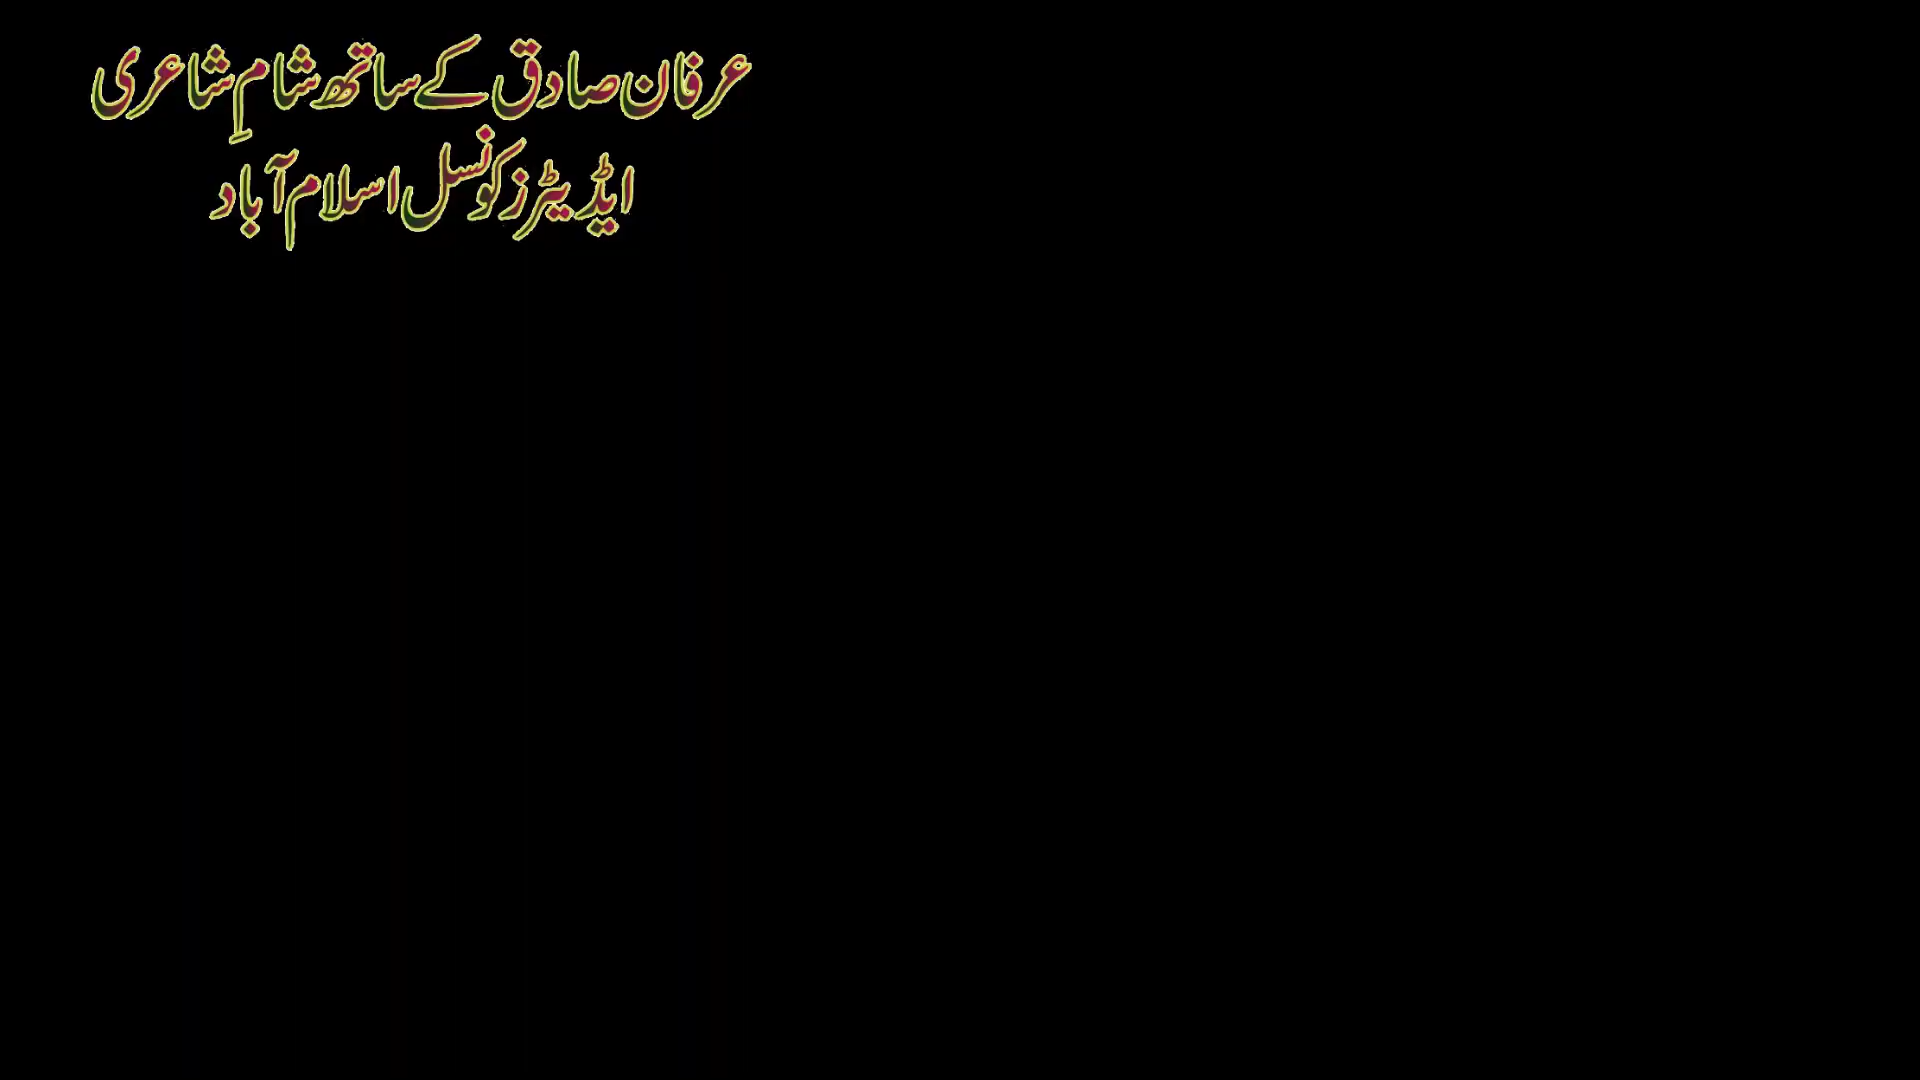 عرفان صادق کے ساتھ شامِ شاعری
ایڈیٹرز کونسل اسلام آباد